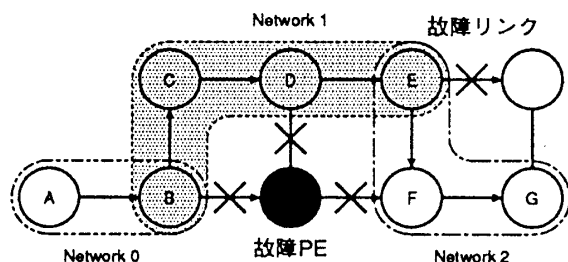 Network 1
故障リンク
C
D
E
A
B
F
G
Network 0
故障PE
Network 2